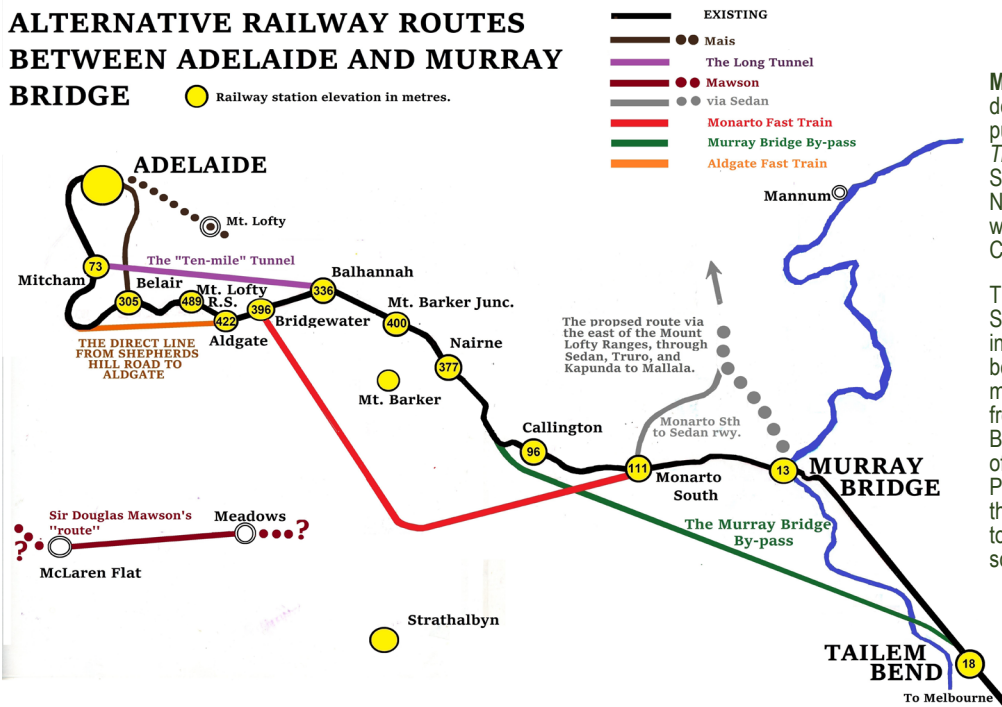 ALTERNATIVE RAILWAY ROUTES
BETWEEN ADELAIDE AND MURRAY
BRIDGE
Railway station elevation in metres.
EXISTING
Mais
The Long Tunnel
Mawson
via Sedan
Monarto Fast Train
Murray Bridge By-pass
Aldgate Fast Train
ADELAIDE
Mt. Lofty
Mannum
Mitcham
73
The "Ten-mile" Tunnel
Belair
305
489
Mt. Lofty
R.S.
422
Aldgate
396
Bridgewater
336
Balhannah
400
Mt. Barker Junc.
377
Nairne
THE DIRECT LINE
FROM SHEPHERDS
HILL ROAD TO
ALDGATE
Mt. Barker
The propsed route via
the east of the Mount
Lofty Ranges, through
Sedan, Truro, and
Kapunda to Mallala.
Monarto Sth
to Sedan rwy.
Callington
96
111
Monarto
South
13
MURRAY
BRIDGE
Sir Douglas Mawson's
"route"
Meadows
?
?
McLaren Flat
The Murray Bridge
By-pass
Strathalbyn
TAILEM
BEND
18
To Melbourne